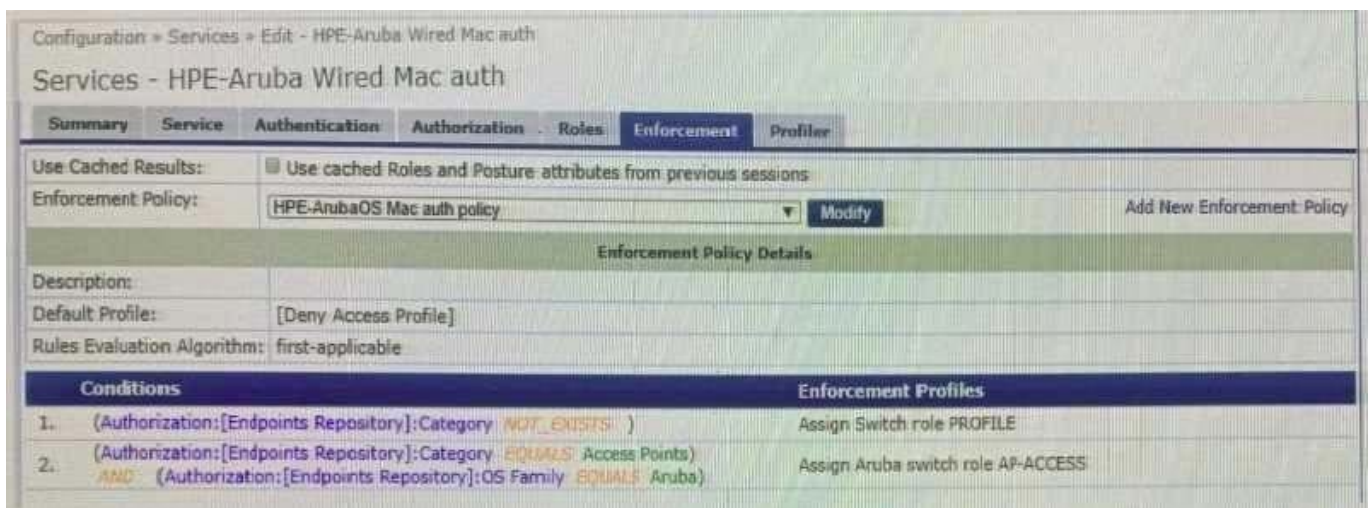 Configuration » Services » Edit - HPE-Aruba Wired Mac auth
Services - HPE-Aruba Wired Mac auth
Summary Service Authentication Authorization Roles Enforcement Profiler
Use Cached Results: Use cached Roles and Posture attributes from previous sessions
Enforcement Policy: HPE-ArubaOS Mac auth policy Modify Add New Enforcement Policy
Enforcement Policy Details
Description:
Default Profile: [Deny Access Profile]
Rules Evaluation Algorithm: first-applicable
Conditions Enforcement Profiles
1. (Authorization:[Endpoints Repository]:Category NOT_EXISTS ) Assign Switch role PROFILE
2. (Authorization:[Endpoints Repository]:Category EQUALS Access Points)
AND (Authorization:[Endpoints Repository]:OS Family EQUALS Aruba) Assign Aruba switch role AP-ACCESS